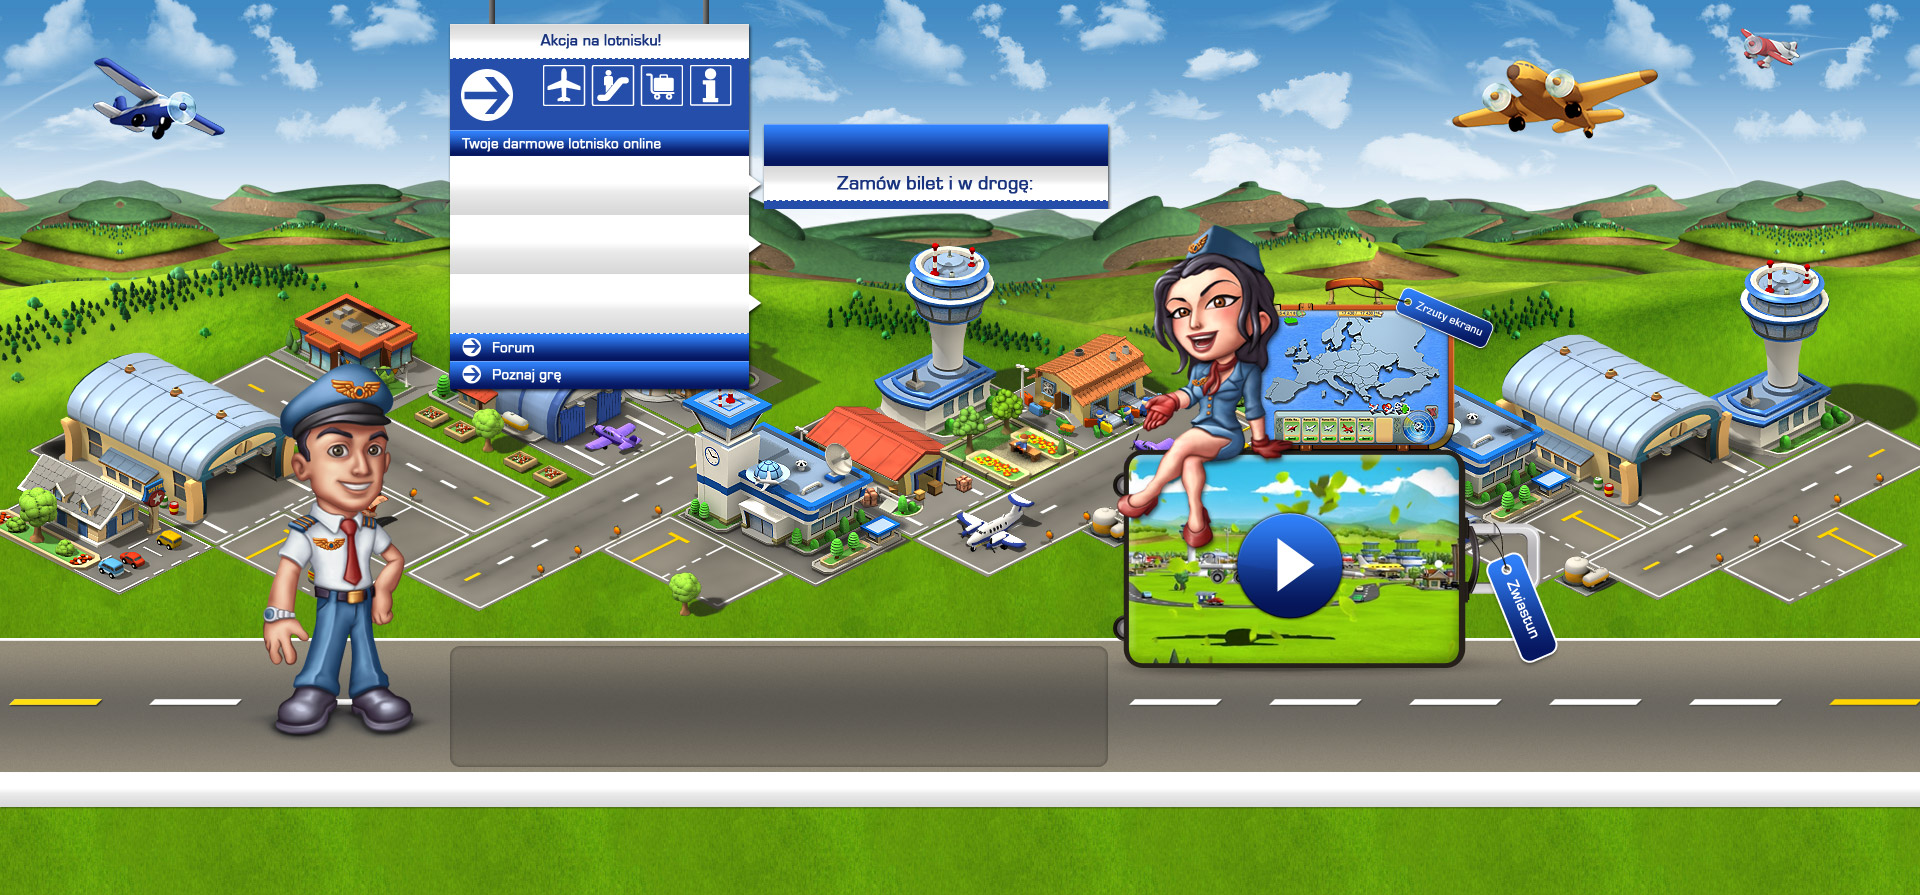 Akcja na lotnisku!
Twoje darmowe lotnisko online
Zamów bilet i w drogę:
Forum
Poznaj grę
Zrzuty ekranu
Zwiastun